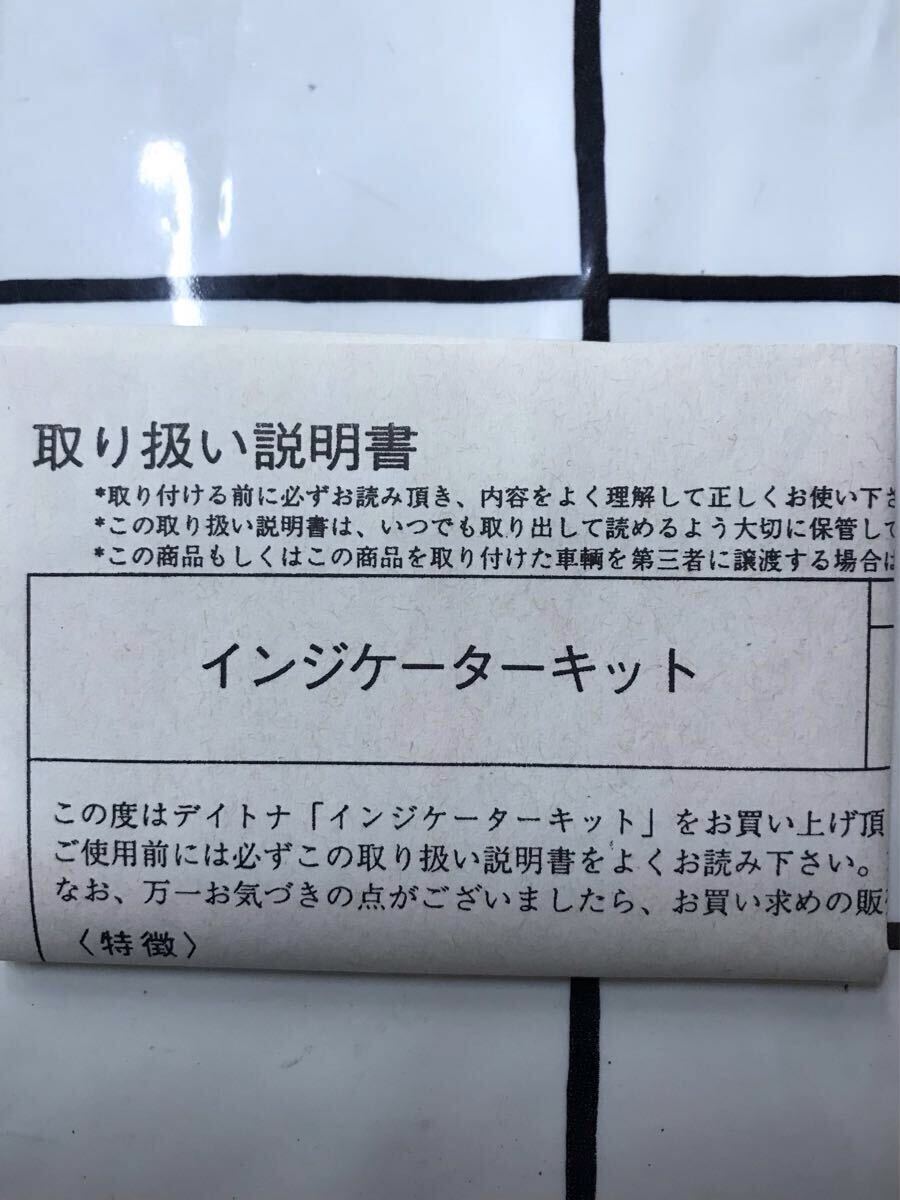 取り扱い説明書
*取り付ける前に必ずお読み頂き、内容をよく理解して正しくお使い下さ
*この取り扱い説明書は、いつでも取り出して読めるよう大切に保管して
*この商品もしくはこの商品を取り付けた車輌を第三者に譲渡する場合は
インジケーターキット
この度はデイトナ「インジケーターキット」をお買い上げ頂
ご使用前には必ずこの取り扱い説明書をよくお読み下さい。
なお、万一お気づきの点がございましたら、お買い求めの販
〈特徴〉